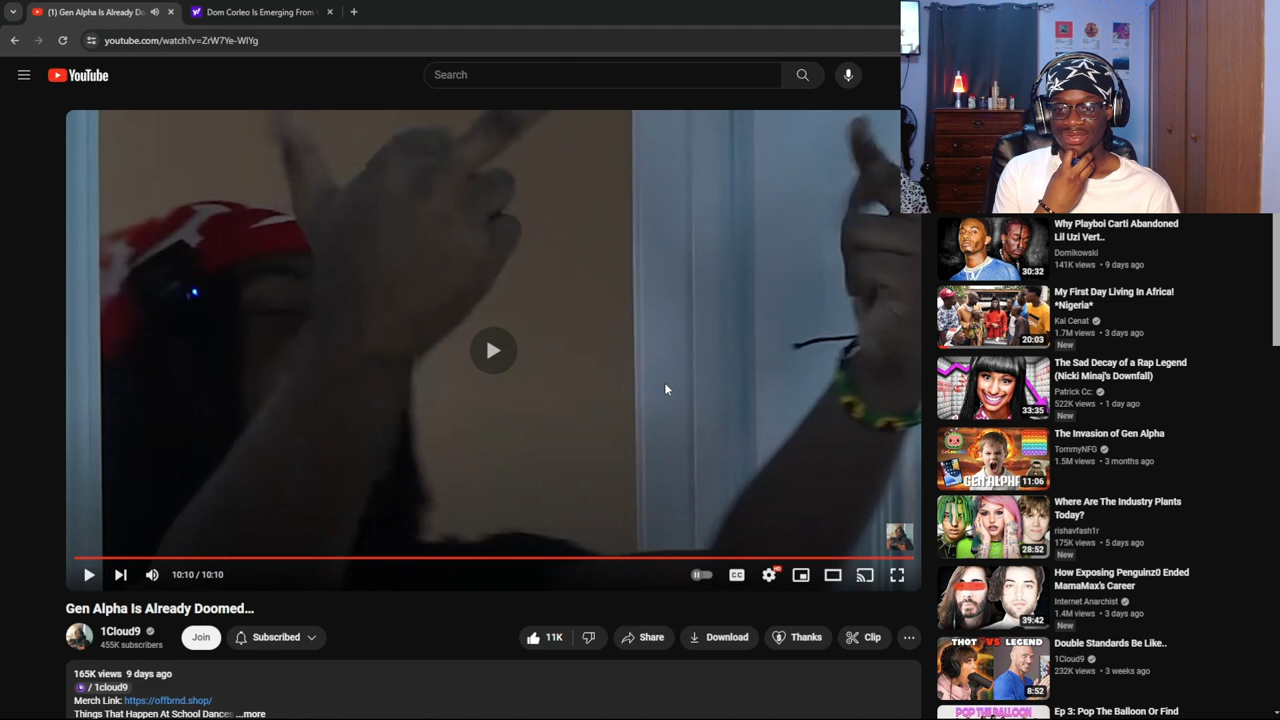 (1) Gen Alpha Is Already Do
Dom Corleo Is Emerging From
youtube.com/watch?v=ZrW7Ye-WlYg
YouTube
Search
10:10 / 10:10
CC
HD
Gen Alpha Is Already Doomed...
1Cloud9
455K subscribers
Join
Subscribed
11K
Share
Download
Thanks
Clip
165K views 9 days ago
/ 1cloud9
Merch Link: https://offbrnd.shop/
Things That Happen At School Dances ...more
30:32
Why Playboi Carti Abandoned
Lil Uzi Vert..
Domikowski
141K views • 9 days ago
20:03
My First Day Living In Africa!
*Nigeria*
Kai Cenat
1.7M views • 3 days ago
New
33:35
The Sad Decay of a Rap Legend
(Nicki Minaj's Downfall)
Patrick Cc:
522K views • 1 day ago
New
GEN ALPHA
11:06
The Invasion of Gen Alpha
TommyNFG
1.5M views • 3 months ago
28:52
Where Are The Industry Plants
Today?
rishavfash1r
175K views • 5 days ago
New
39:42
How Exposing Penguinz0 Ended
MamaMax's Career
Internet Anarchist
1.4M views • 3 days ago
New
THOT VS LEGEND
8:52
Double Standards Be Like..
1Cloud9
232K views • 3 weeks ago
POP THE BALLOON
Ep 3: Pop The Balloon Or Find